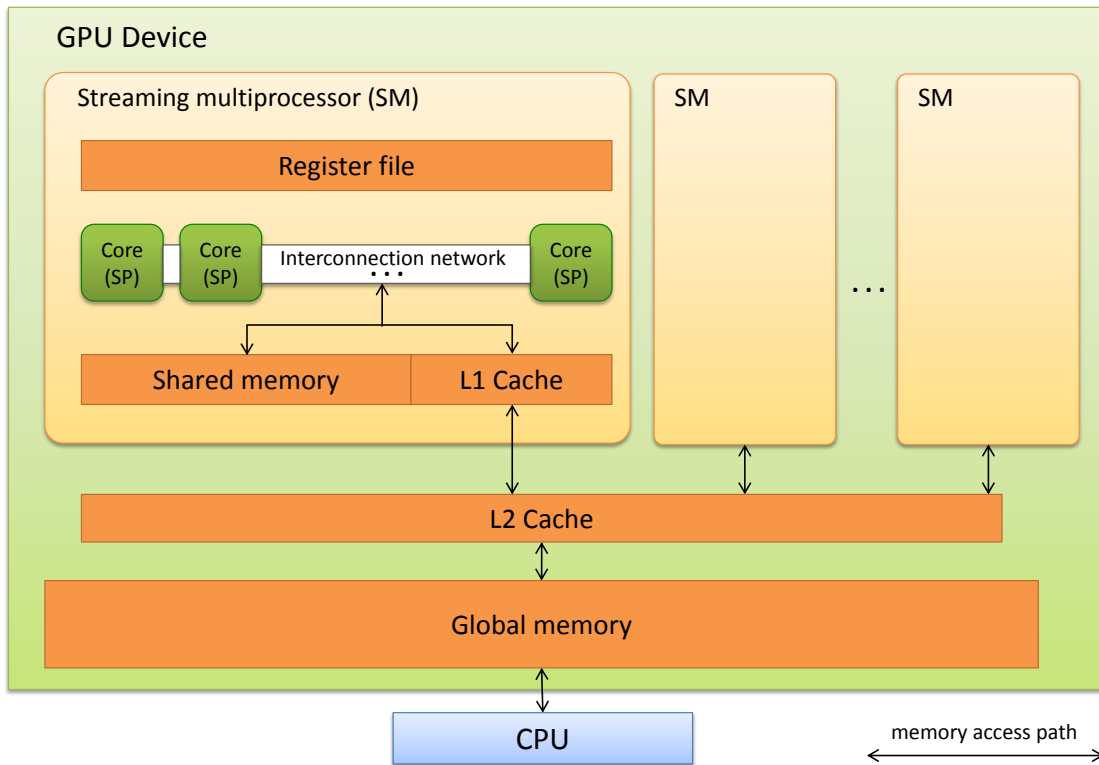 GPU Device
Streaming multiprocessor (SM)
SM
SM
Register file
Core
(SP)
Core
(SP)
Interconnection network
...
Core
(SP)
...
Shared memory
L1 Cache
L2 Cache
Global memory
CPU
memory access path